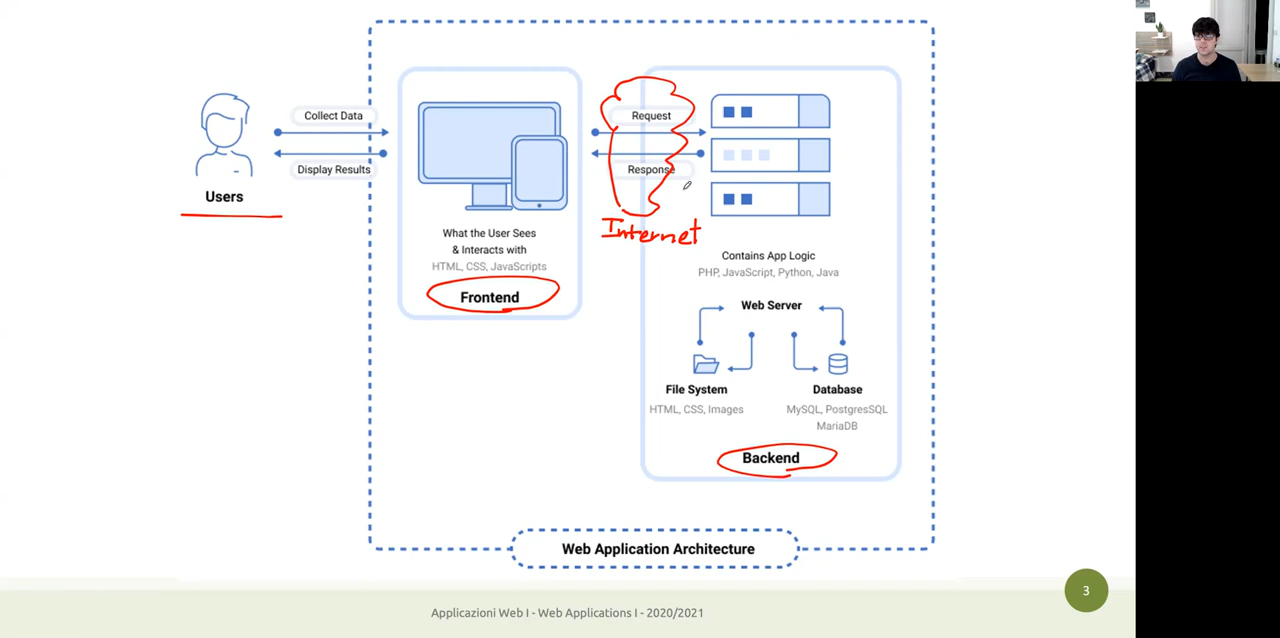 Collect Data
Display Results
Users
What the User Sees
& Interacts with
HTML, CSS, JavaScripts
Frontend
Request
Response
Internet
Contains App Logic
PHP, JavaScript, Python, Java
Web Server
File System
HTML, CSS, Images
Database
MySQL, PostgresSQL
MariaDB
Backend
Web Application Architecture
3
Applicazioni Web I - Web Applications I - 2020/2021